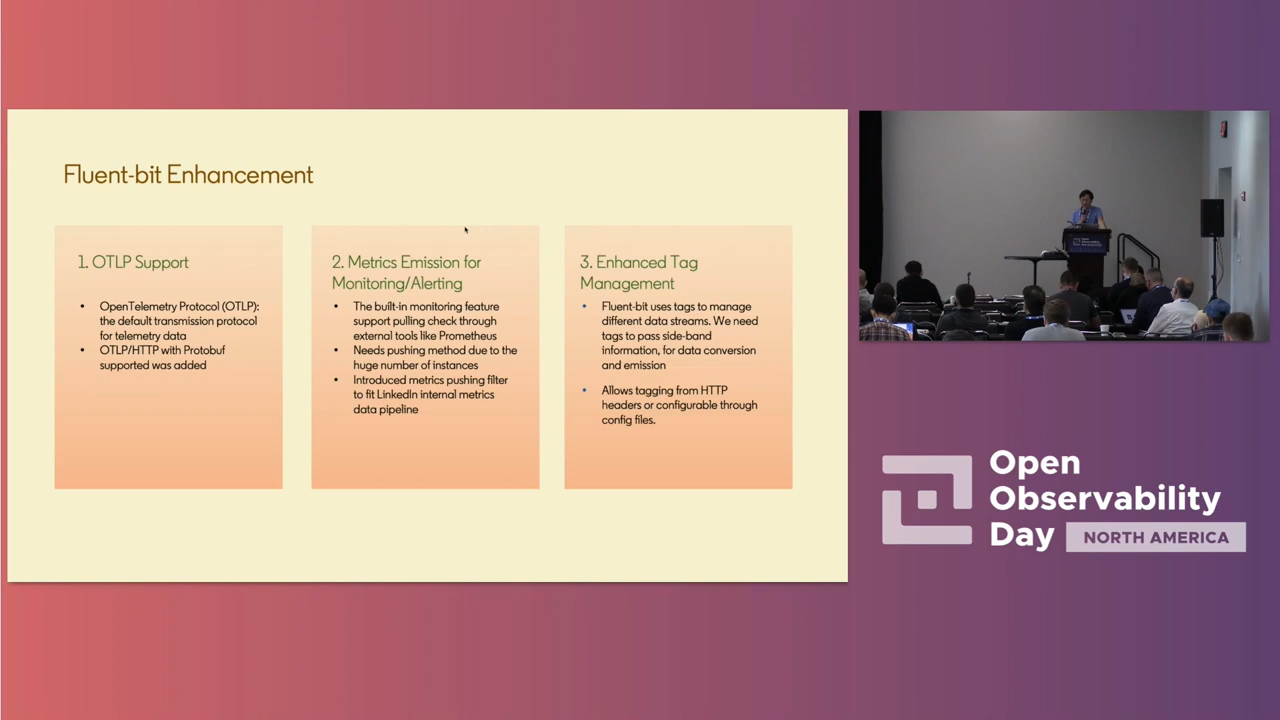 Fluent-bit Enhancement
1. OTLP Support
• OpenTelemetry Protocol (OTLP):
the default transmission protocol
for telemetry data
• OTLP/HTTP with Protobuf
supported was added
2. Metrics Emission for
Monitoring/Alerting
• The built-in monitoring feature
support pulling check through
external tools like Prometheus
• Needs pushing method due to the
huge number of instances
• Introduced metrics pushing filter
to fit LinkedIn internal metrics
data pipeline
3. Enhanced Tag
Management
• Fluent-bit uses tags to manage
different data streams. We need
tags to pass side-band
information, for data conversion
and emission
• Allows tagging from HTTP
headers or configurable through
config files.
Open
Observability
Day
NORTH AMERICA